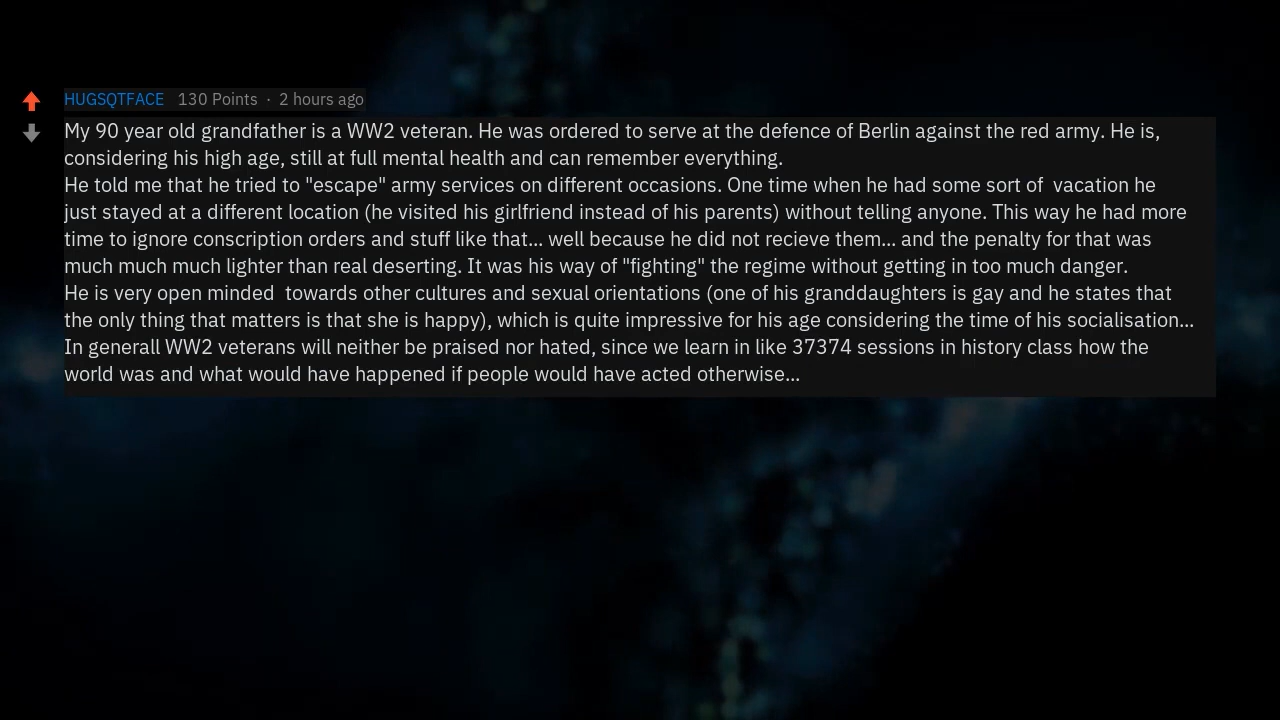 HUGSQTFACE 130 Points · 2 hours ago
My 90 year old grandfather is a WW2 veteran. He was ordered to serve at the defence of Berlin against the red army. He is,
considering his high age, still at full mental health and can remember everything.
He told me that he tried to "escape" army services on different occasions. One time when he had some sort of  vacation he
just stayed at a different location (he visited his girlfriend instead of his parents) without telling anyone. This way he had more
time to ignore conscription orders and stuff like that... well because he did not recieve them... and the penalty for that was
much much much lighter than real deserting. It was his way of "fighting" the regime without getting in too much danger.
He is very open minded  towards other cultures and sexual orientations (one of his granddaughters is gay and he states that
the only thing that matters is that she is happy), which is quite impressive for his age considering the time of his socialisation...
In generall WW2 veterans will neither be praised nor hated, since we learn in like 37374 sessions in history class how the
world was and what would have happened if people would have acted otherwise...